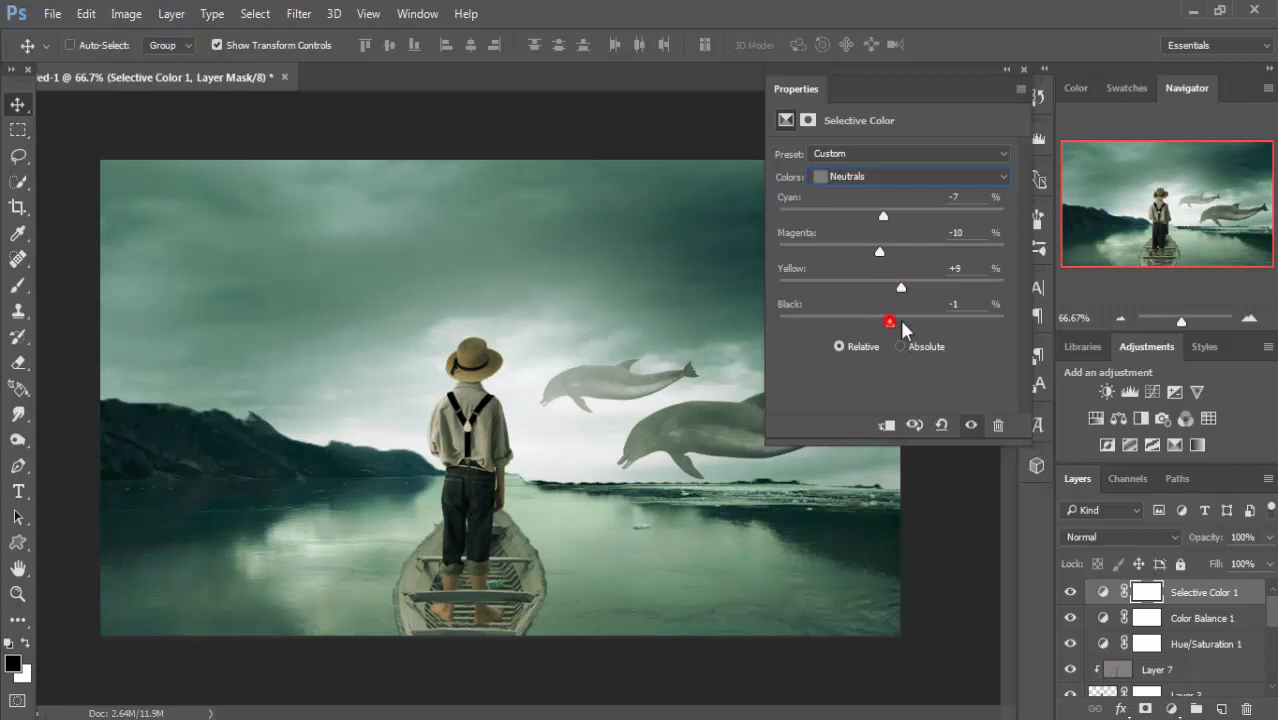 Ps File Edit Image Layer Type Select Filter 3D View Window Help
Auto-Select: Group Show Transform Controls 3D Mode: Essentials
ed-1 @ 66.7% (Selective Color 1, Layer Mask/8) *
Properties
Selective Color
Preset: Custom
Colors: Neutrals
Cyan: -7 %
Magenta: -10 %
Yellow: +9 %
Black: -1 %
Relative Absolute
Color Swatches Navigator
66.67%
Libraries Adjustments Styles
Add an adjustment
Layers Channels Paths
Kind
Normal Opacity: 100%
Lock: Fill: 100%
Selective Color 1
Color Balance 1
Hue/Saturation 1
Layer 7
Layer 3
Doc: 2.64M/11.9M